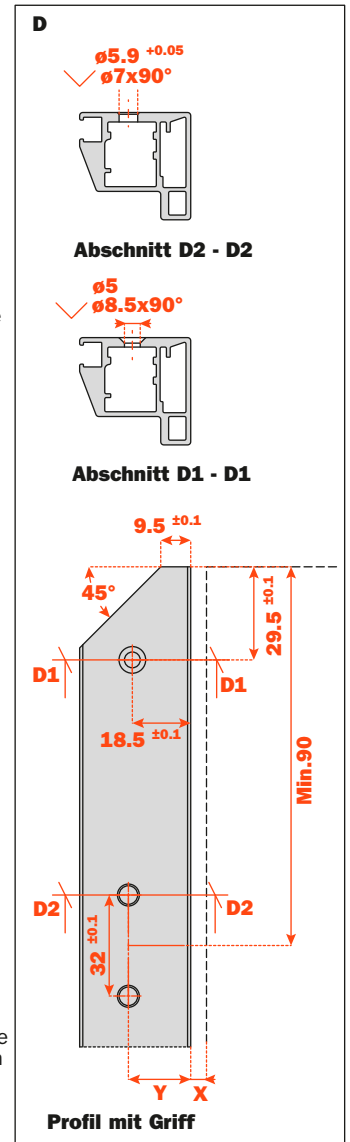 D
ø5.9 +0.05
ø7x90°
Abschnitt D2 - D2
e
ø5
ø8.5x90°
Abschnitt D1 - D1
9.5 ±0.1
45°
29.5 ±0.1
D1
D1
18.5 ±0.1
Min.90
D2
D2
32 ±0.1
e
Y
X
Profil mit Griff